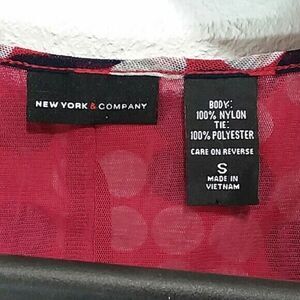 NEW YORK & COMPANY
BODY:
100% NYLON
TIE:
100% POLYESTER
CARE ON REVERSE
S
MADE IN
VIETNAM